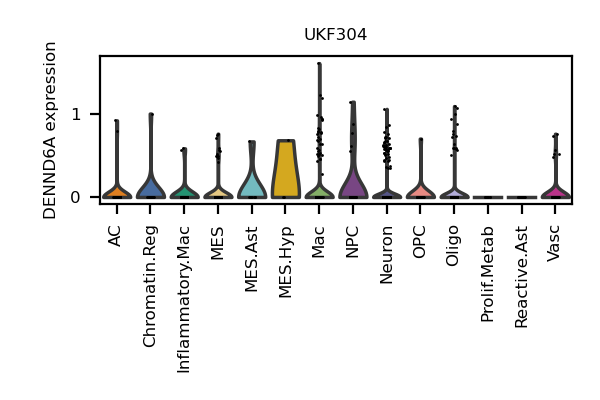 UKF304
DENND6A expression
1
0
AC
Chromatin.Reg
Inflammatory.Mac
MES
MES.Ast
MES.Hyp
Mac
NPC
Neuron
OPC
Oligo
Prolif.Metab
Reactive.Ast
Vasc